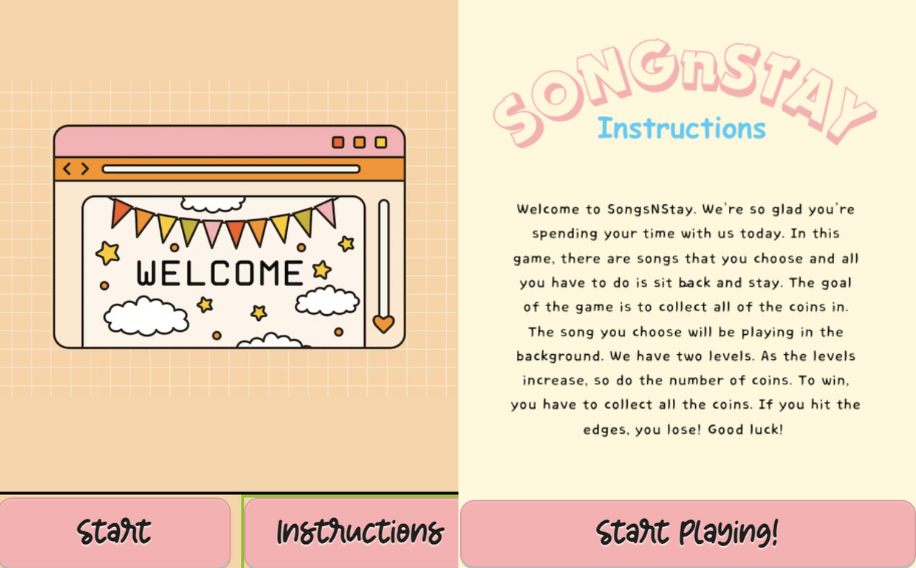 WELCOME
Start
Instructions
SONGnSTAY
Instructions
Welcome to SongsNStay. We're so glad you're
spending your time with us today. In this
game, there are songs that you choose and all
you have to do is sit back and stay. The goal
of the game is to collect all of the coins in.
The song you choose will be playing in the
background. We have two levels. As the levels
increase, so do the number of coins. To win,
you have to collect all the coins. If you hit the
edges, you lose! Good luck!
Start Playing!